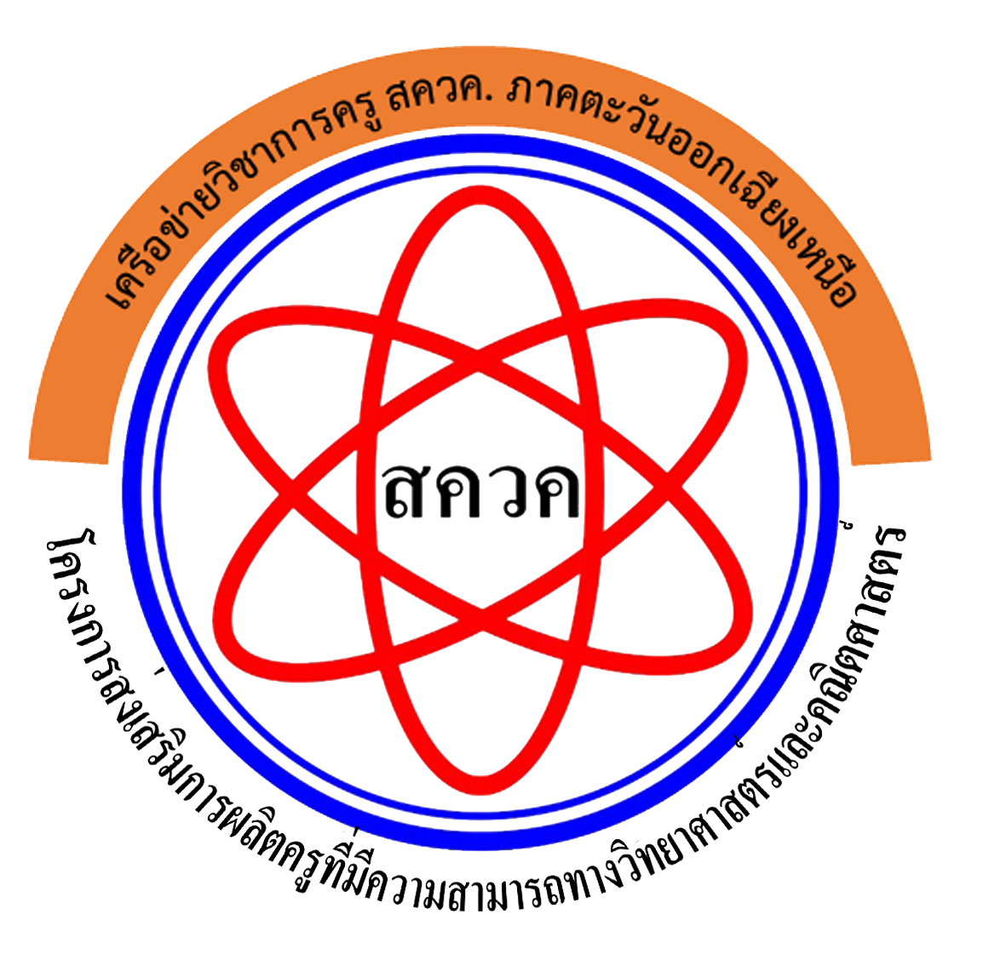 เครือข่ายวิชาการครู สควค. ภาคตะวันออกเฉียงเหนือ
สควค
โครงการส่งเสริมการผลิตครูที่มีความสามารถทางวิทยาศาสตร์และคณิตศาสตร์